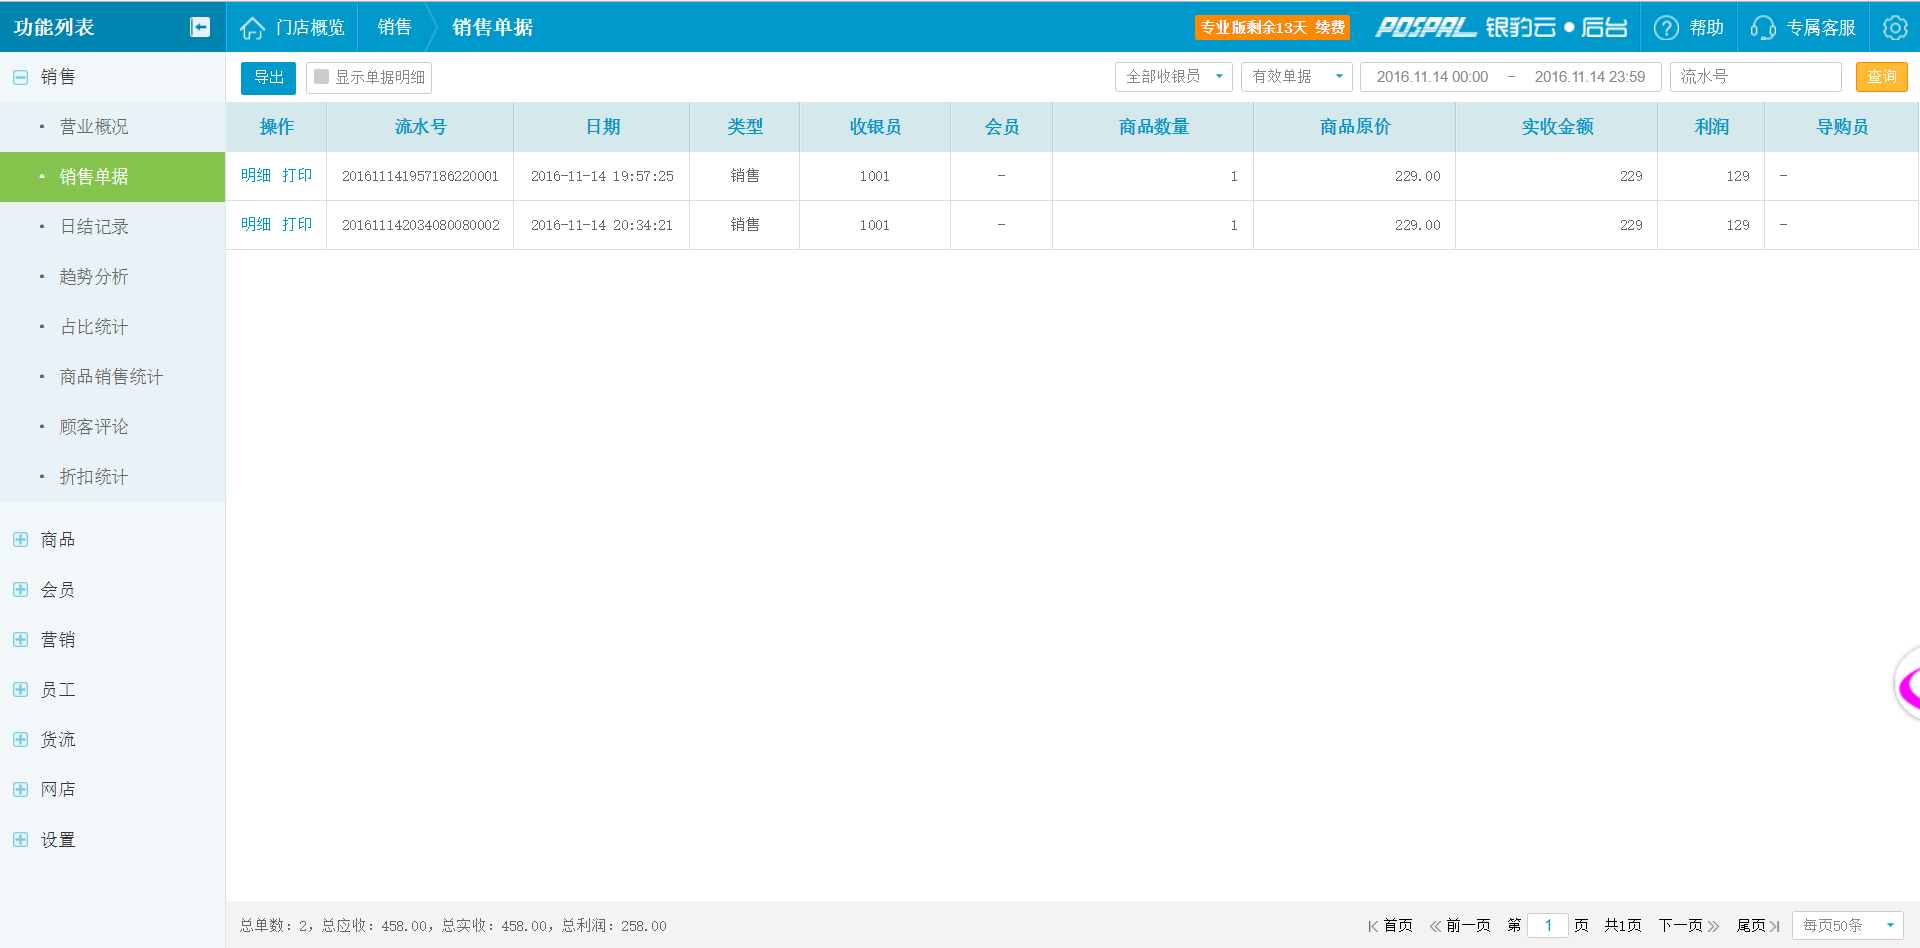 功能列表
门店概览 销售 销售单据 专业版剩余13天 续费 POSPAL 银豹云●后台 帮助 专属客服
销售
营业概况
销售单据
日结记录
趋势分析
占比统计
商品销售统计
顾客评论
折扣统计
商品
会员
营销
员工
货流
网店
设置
导出 显示单据明细 全部收银员 有效单据 2016.11.14 00:00 － 2016.11.14 23:59 流水号 查询
操作 流水号 日期 类型 收银员 会员 商品数量 商品原价 实收金额 利润 导购员
明细 打印 201611141957186220001 2016-11-14 19:57:25 销售 1001 - 1 229.00 229 129 -
明细 打印 201611142034080080002 2016-11-14 20:34:21 销售 1001 - 1 229.00 229 129 -
总单数：2，总应收：458.00，总实收：458.00，总利润：258.00
首页 前一页 第 1 页 共1页 下一页 尾页 每页50条